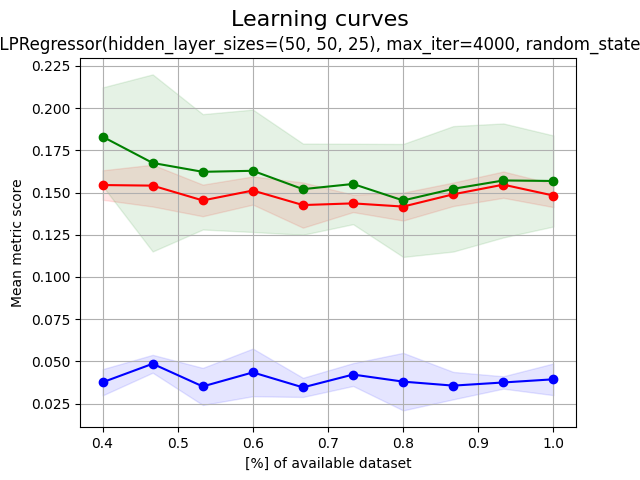 Learning curves
LPRegressor(hidden_layer_sizes=(50, 50, 25), max_iter=4000, random_state
0.225
0.200
0.175
0.150
0.125
0.100
0.075
0.050
0.025
Mean metric score
0.4 0.5 0.6 0.7 0.8 0.9 1.0
[%] of available dataset